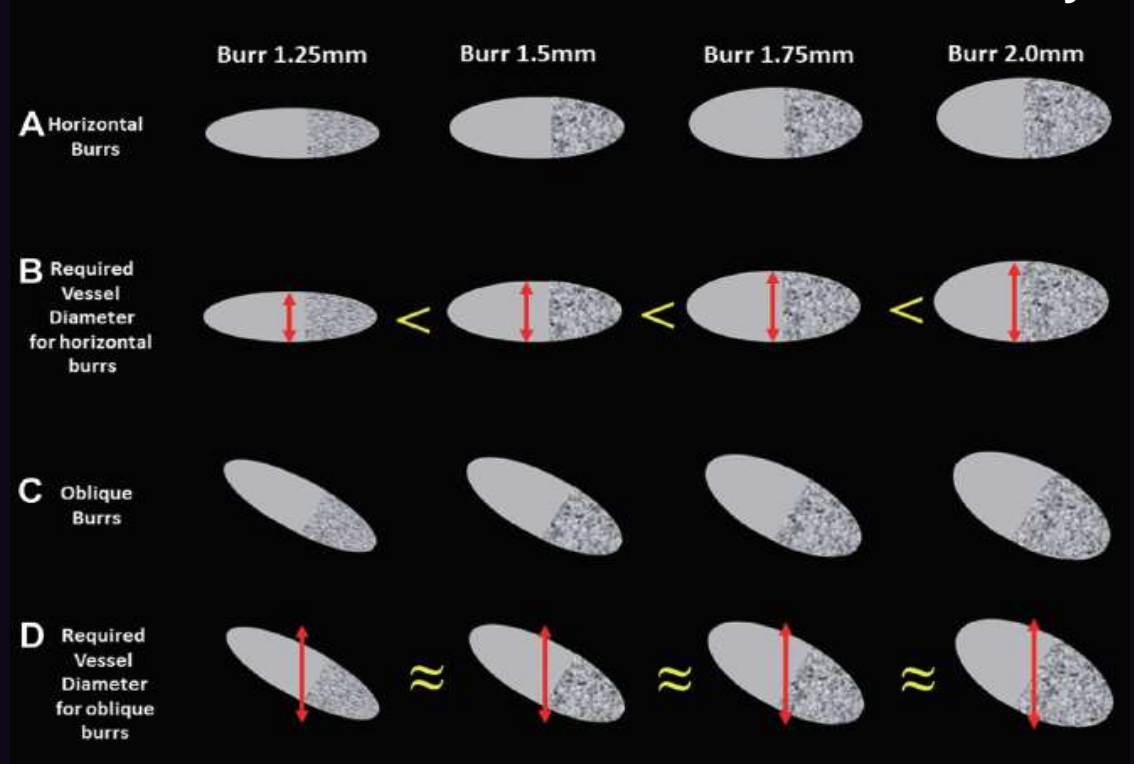 Burr 1.25mm Burr 1.5mm Burr 1.75mm Burr 2.0mm
A Horizontal
Burrs
B Required
Vessel
Diameter
for horizontal
burrs
< < <
C Oblique
Burrs
D Required
Vessel
Diameter
for oblique
burrs
≈ ≈ ≈